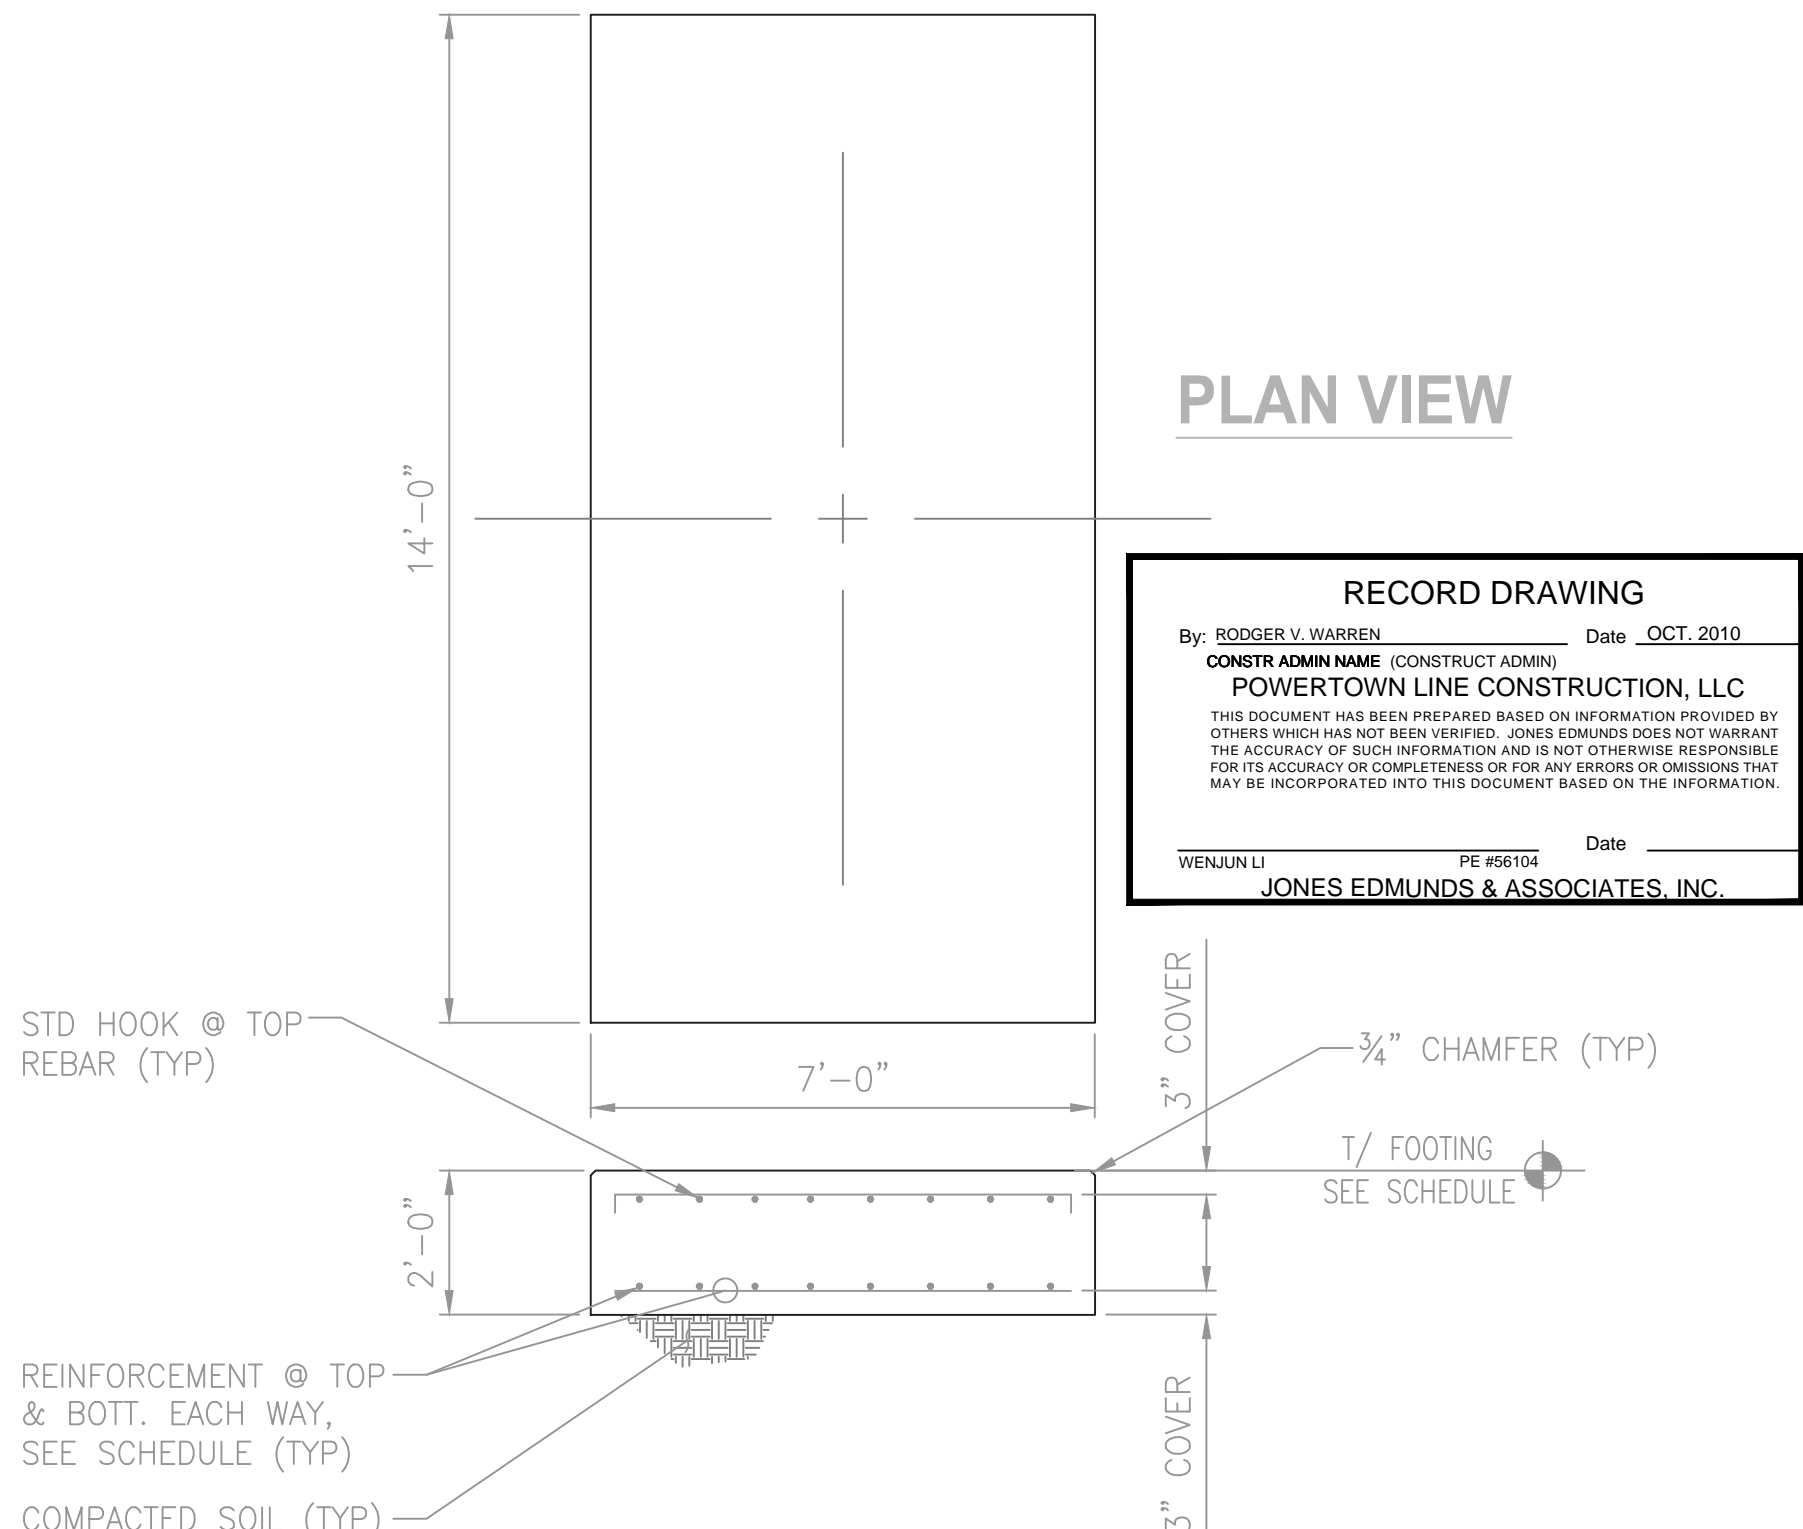 14'-0"
PLAN VIEW
RECORD DRAWING
By: RODGER V. WARREN Date OCT. 2010
CONSTR ADMIN NAME (CONSTRUCT ADMIN)
POWERTOWN LINE CONSTRUCTION, LLC
THIS DOCUMENT HAS BEEN PREPARED BASED ON INFORMATION PROVIDED BY
OTHERS WHICH HAS NOT BEEN VERIFIED. JONES EDMUNDS DOES NOT WARRANT
THE ACCURACY OF SUCH INFORMATION AND IS NOT OTHERWISE RESPONSIBLE
FOR ITS ACCURACY OR COMPLETENESS OR FOR ANY ERRORS OR OMISSIONS THAT
MAY BE INCORPORATED INTO THIS DOCUMENT BASED ON THE INFORMATION.
Date
WENJUN LI PE #56104
JONES EDMUNDS & ASSOCIATES, INC.
STD HOOK @ TOP
REBAR (TYP)
7'-0"
3" COVER
3/4" CHAMFER (TYP)
T/ FOOTING
SEE SCHEDULE
2'-0"
REINFORCEMENT @ TOP
& BOTT. EACH WAY,
SEE SCHEDULE (TYP)
COMPACTED SOIL (TYP)
3" COVER